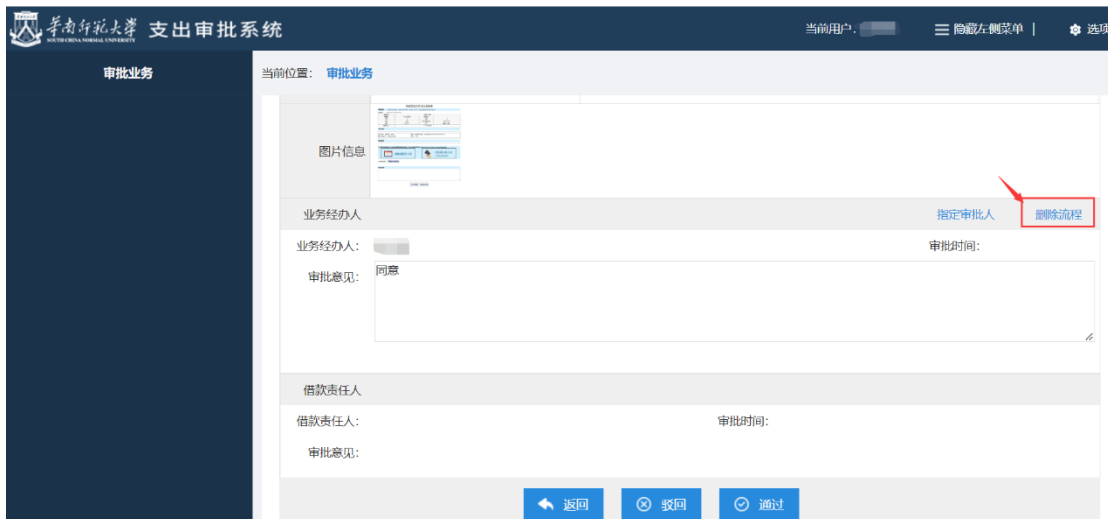 华南师范大学 支出审批系统 当前用户: 隐藏左侧菜单 | 选项
SOUTH CHINA NORMAL UNIVERSITY
审批业务 当前位置: 审批业务
图片信息
业务经办人 指定审批人 删除流程
业务经办人: 审批时间:
审批意见: 同意
借款责任人
借款责任人: 审批时间:
审批意见:
返回 驳回 通过